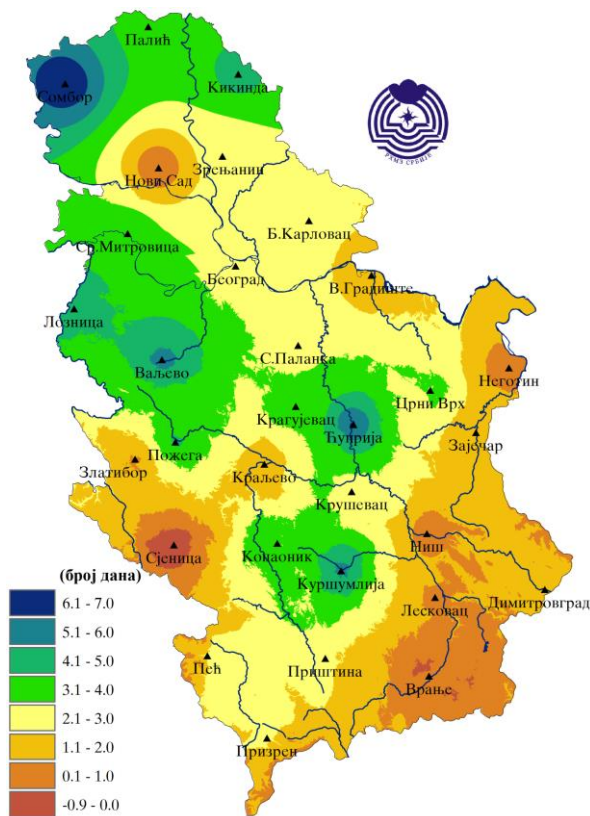 Палић
Сомбор
Кикинда
РХМЗ СРБИЈЕ
Нови Сад
Зрењанин
Б.Карловац
Ср.Митровица
Београд
В.Градиште
Лозница
Ваљево
С.Паланка
Неготин
Црни Врх
Крагујевац
Ћуприја
Зајечар
Пожега
Златибор
Краљево
Крушевац
Ниш
Сјеница
Копаоник
Куршумлија
Лесковац
Димитровград
Пећ
Приштина
Врање
Призрен
(број дана)
6.1 - 7.0
5.1 - 6.0
4.1 - 5.0
3.1 - 4.0
2.1 - 3.0
1.1 - 2.0
0.1 - 1.0
-0.9 - 0.0